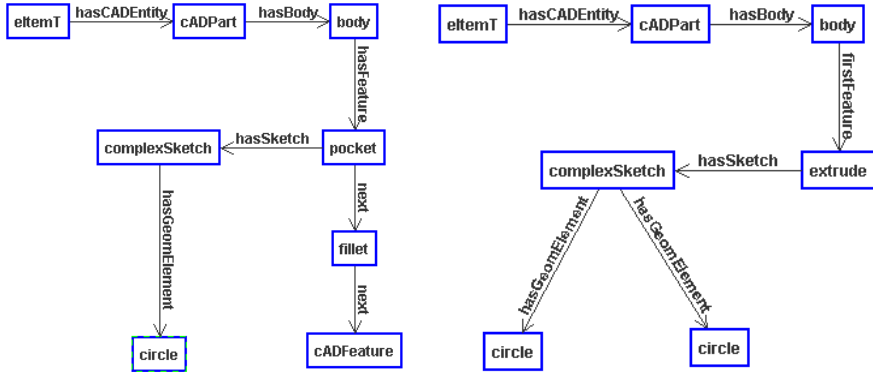 eItemT
hasCADEntity
cADPart
hasBody
body
hasFeature
complexSketch
hasSketch
pocket
hasGeomElement
next
fillet
next
circle
cADFeature
eItemT
hasCADEntity
cADPart
hasBody
body
firstFeature
complexSketch
hasSketch
extrude
hasGeomElement
hasGeomElement
circle
circle